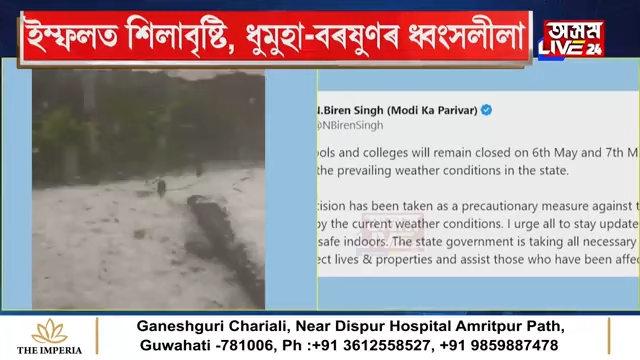 ইম্ফলত শিলাবৃষ্টি, ধুমুহা-বৰষুণৰ ধ্বংসলীলা
অসম
LIVE 24
N.Biren Singh (Modi Ka Parivar)
@NBirenSingh
ools and colleges will remain closed on 6th May and 7th M
the prevailing weather conditions in the state.
cision has been taken as a precautionary measure against t
by the current weather conditions. I urge all to stay update
safe indoors. The state government is taking all necessary
ect lives & properties and assist those who have been affec
THE IMPERIA
Ganeshguri Chariali, Near Dispur Hospital Amritpur Path,
Guwahati -781006, Ph :+91 3612558527, +91 9859887478